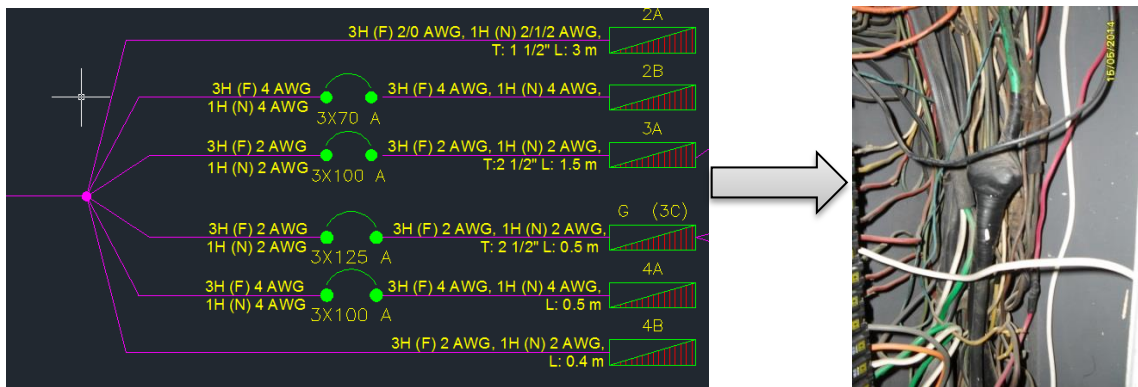 2A
3H (F) 2/0 AWG, 1H (N) 2/1/2 AWG,
T: 1 1/2" L: 3 m
2B
3H (F) 4 AWG
1H (N) 4 AWG
3X70 A
3H (F) 4 AWG, 1H (N) 4 AWG,
3A
3H (F) 2 AWG
1H (N) 2 AWG
3X100 A
3H (F) 2 AWG, 1H (N) 2 AWG,
T:2 1/2" L: 1.5 m
G (3C)
3H (F) 2 AWG
1H (N) 2 AWG
3X125 A
3H (F) 2 AWG, 1H (N) 2 AWG,
T: 2 1/2" L: 0.5 m
4A
3H (F) 4 AWG
1H (N) 4 AWG
3X100 A
3H (F) 4 AWG, 1H (N) 4 AWG,
L: 0.5 m
4B
3H (F) 2 AWG, 1H (N) 2 AWG,
L: 0.4 m
15/05/2014